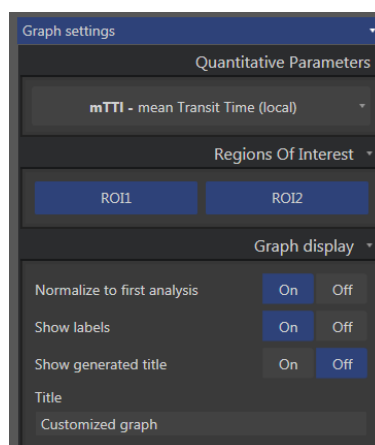 Graph settings
Quantitative Parameters
mTTI - mean Transit Time (local)
Regions Of Interest
ROI1 ROI2
Graph display
Normalize to first analysis On Off
Show labels On Off
Show generated title On Off
Title
Customized graph